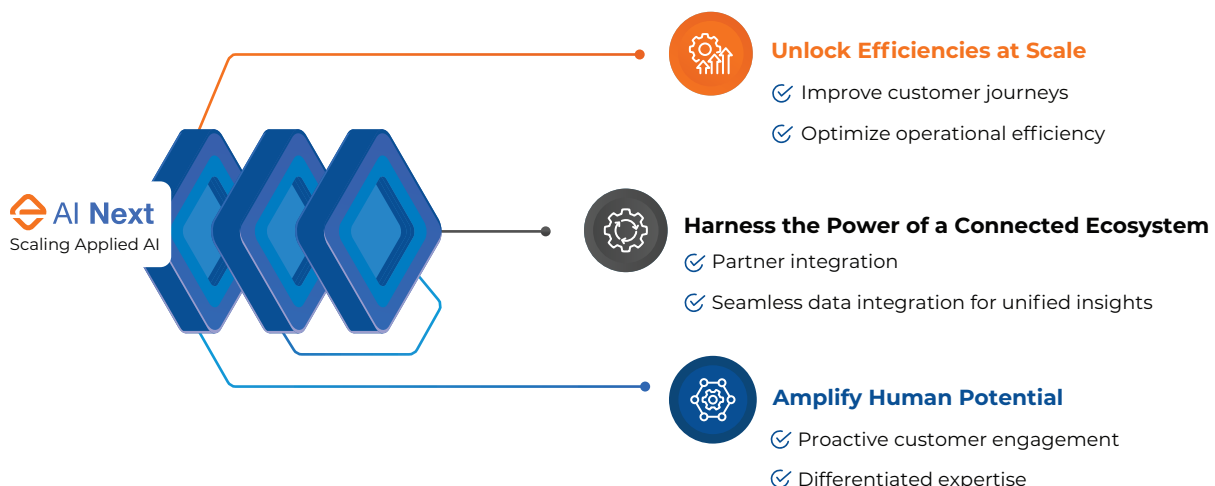 AI Next
Scaling Applied AI
Unlock Efficiencies at Scale
Improve customer journeys
Optimize operational efficiency
Harness the Power of a Connected Ecosystem
Partner integration
Seamless data integration for unified insights
Amplify Human Potential
Proactive customer engagement
Differentiated expertise